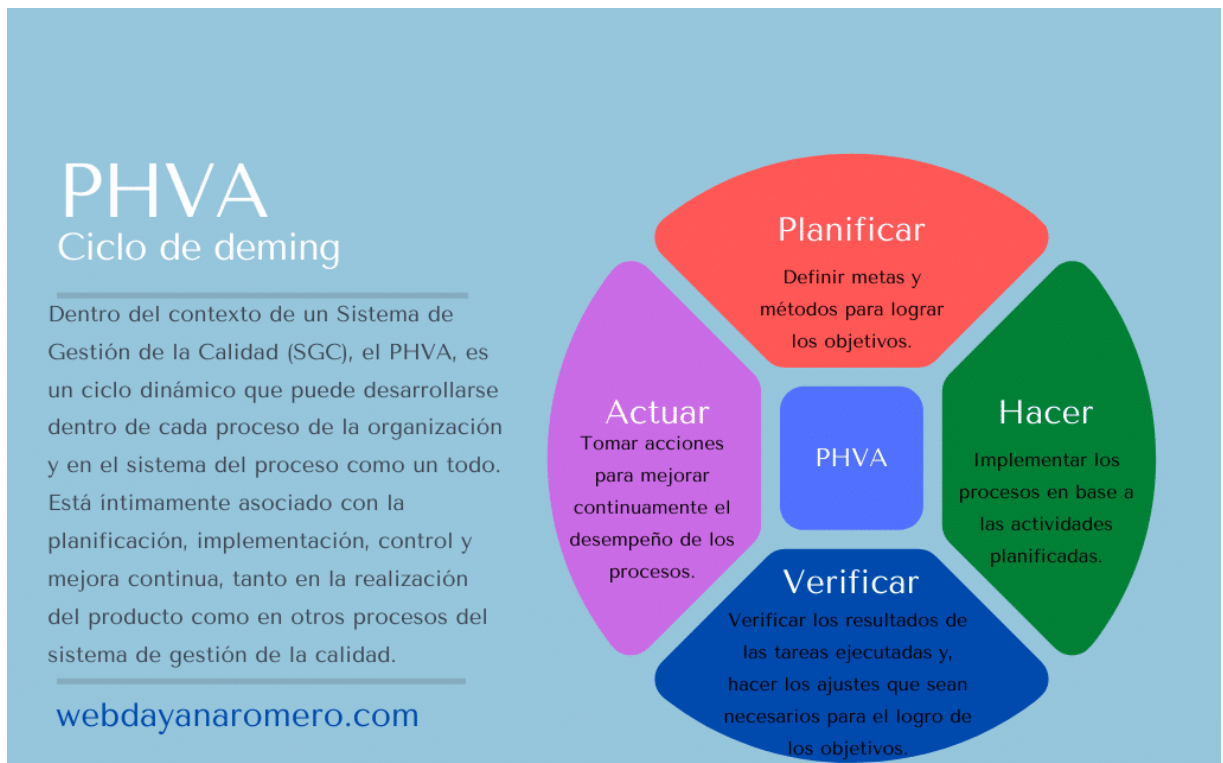 PHVA
Ciclo de deming
Dentro del contexto de un Sistema de
Gestión de la Calidad (SGC), el PHVA, es
un ciclo dinámico que puede desarrollarse
dentro de cada proceso de la organización
y en el sistema del proceso como un todo.
Está íntimamente asociado con la
planificación, implementación, control y
mejora continua, tanto en la realización
del producto como en otros procesos del
sistema de gestión de la calidad.
webdayanaromero.com
Planificar
Definir metas y
métodos para lograr
los objetivos.
Hacer
Implementar los
procesos en base a
las actividades
planificadas.
Verificar
Verificar los resultados de
las tareas ejecutadas y,
hacer los ajustes que sean
necesarios para el logro de
los objetivos.
Actuar
Tomar acciones
para mejorar
continuamente el
desempeño de los
procesos.
PHVA